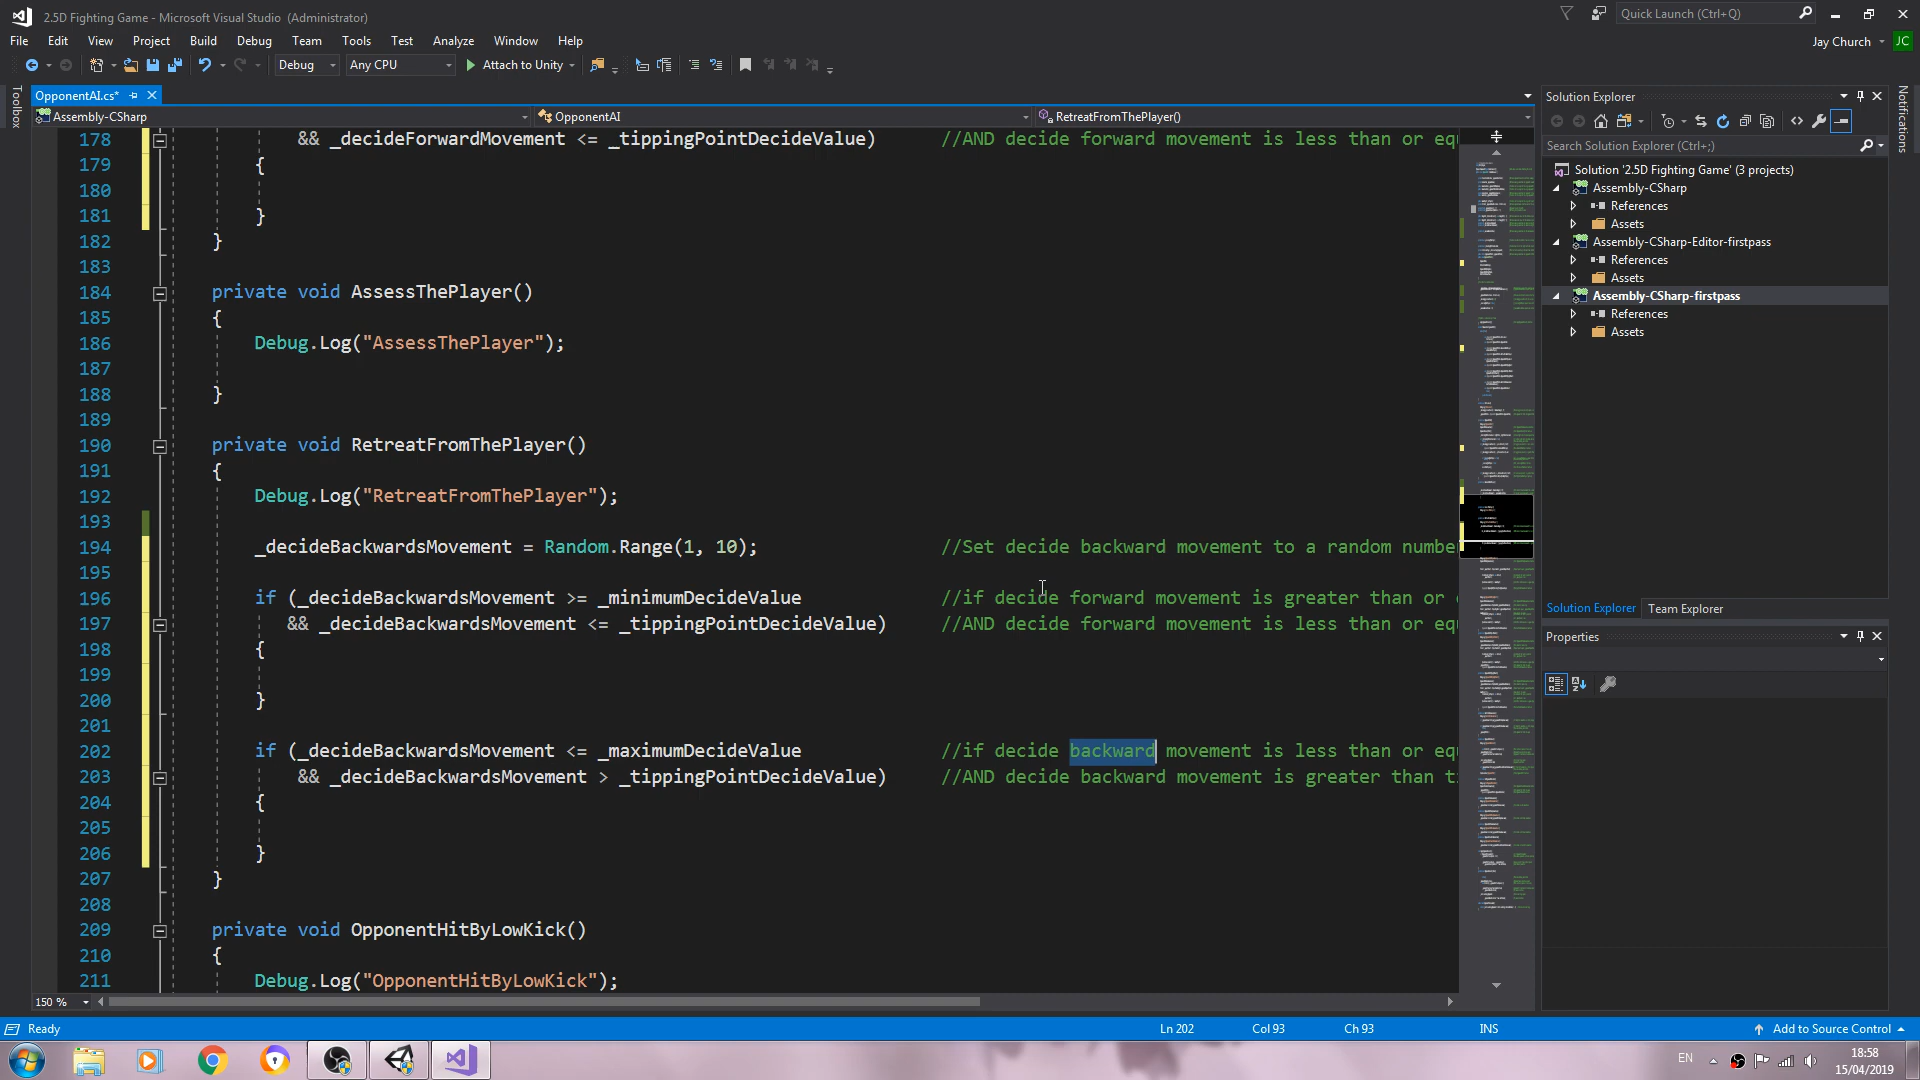 2.5D Fighting Game - Microsoft Visual Studio (Administrator)
Quick Launch (Ctrl+Q)
File Edit View Project Build Debug Team Tools Test Analyze Window Help
Jay Church JC
Debug Any CPU Attach to Unity
Toolbox
OpponentAI.cs*
Assembly-CSharp OpponentAI RetreatFromThePlayer()
178 && _decideForwardMovement <= _tippingPointDecideValue) //AND decide forward movement is less than or eq
179 {
180
181 }
182 }
183
184 private void AssessThePlayer()
185 {
186 Debug.Log("AssessThePlayer");
187
188 }
189
190 private void RetreatFromThePlayer()
191 {
192 Debug.Log("RetreatFromThePlayer");
193
194 _decideBackwardsMovement = Random.Range(1, 10); //Set decide backward movement to a random numbe
195
196 if (_decideBackwardsMovement >= _minimumDecideValue //if decide forward movement is greater than or
197 && _decideBackwardsMovement <= _tippingPointDecideValue) //AND decide forward movement is less than or eq
198 {
199
200 }
201
202 if (_decideBackwardsMovement <= _maximumDecideValue //if decide backward movement is less than or eq
203 && _decideBackwardsMovement > _tippingPointDecideValue) //AND decide backward movement is greater than t
204 {
205
206 }
207 }
208
209 private void OpponentHitByLowKick()
210 {
211 Debug.Log("OpponentHitByLowKick");
150 %
Solution Explorer
Search Solution Explorer (Ctrl+;)
Solution '2.5D Fighting Game' (3 projects)
Assembly-CSharp
References
Assets
Assembly-CSharp-Editor-firstpass
References
Assets
Assembly-CSharp-firstpass
References
Assets
Solution Explorer Team Explorer
Properties
Notifications
Ready Ln 202 Col 93 Ch 93 INS Add to Source Control
EN 18:58
15/04/2019